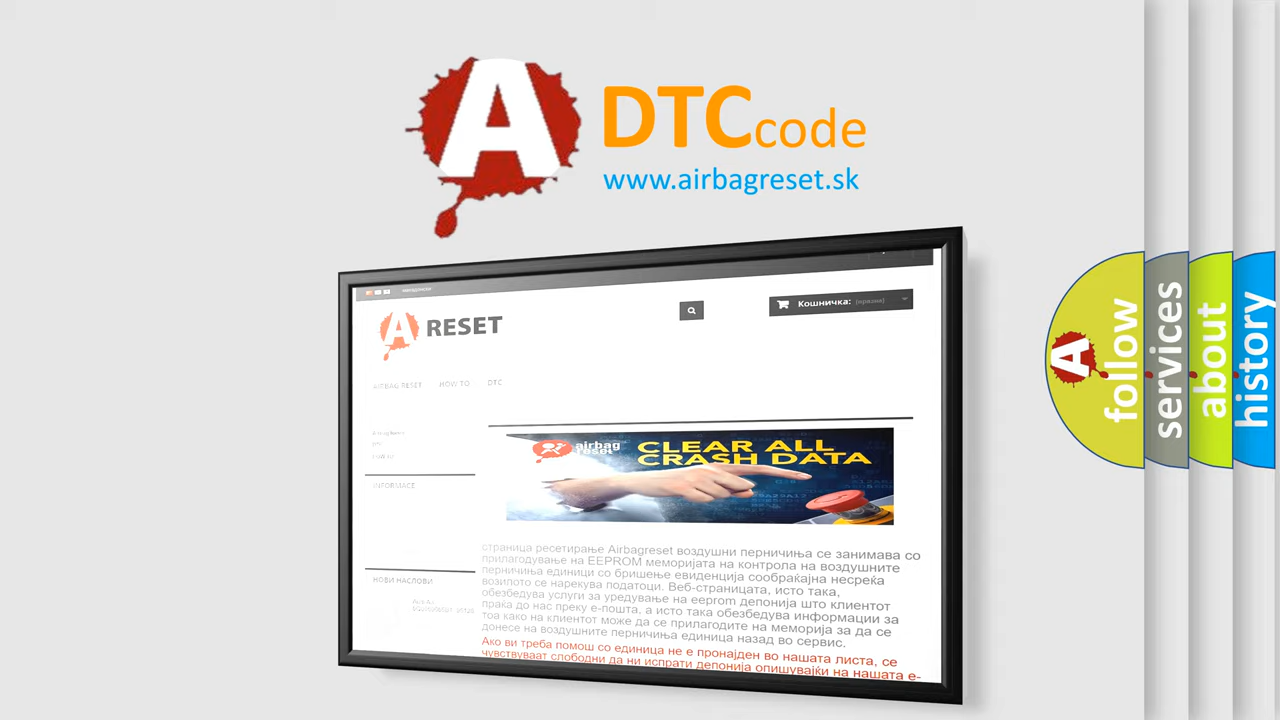 A
DTC code
www.airbagreset.sk
A RESET
Кошничка: (празна)
AIRBAG RESET HOW TO DTC
INFORMACE
airbag
reset
CLEAR ALL
CRASH DATA
страница ресетирање Airbagreset воздушни перничиња се занимава со
прилагодување на EEPROM меморијата на контрола на воздушните
перничиња единици со бришење евиденција сообраќајна несреќа
возилото се нарекува податоци. Веб-страницата, исто така,
обезбедува услуги за уредување на eeprom депонија што клиентот
праќа до нас преку е-пошта, а исто така обезбедува информации за
тоа како на клиентот може да се прилагодите на меморија за да се
донесе на воздушните перничиња единица назад во сервис.
Ако ви треба помош со единица не е пронајден во нашата листа, се
чувствуваат слободни да ни испрати депонија опишувајќи на нашата е-
НОВИ НАСЛОВИ
A
follow
services
about
history